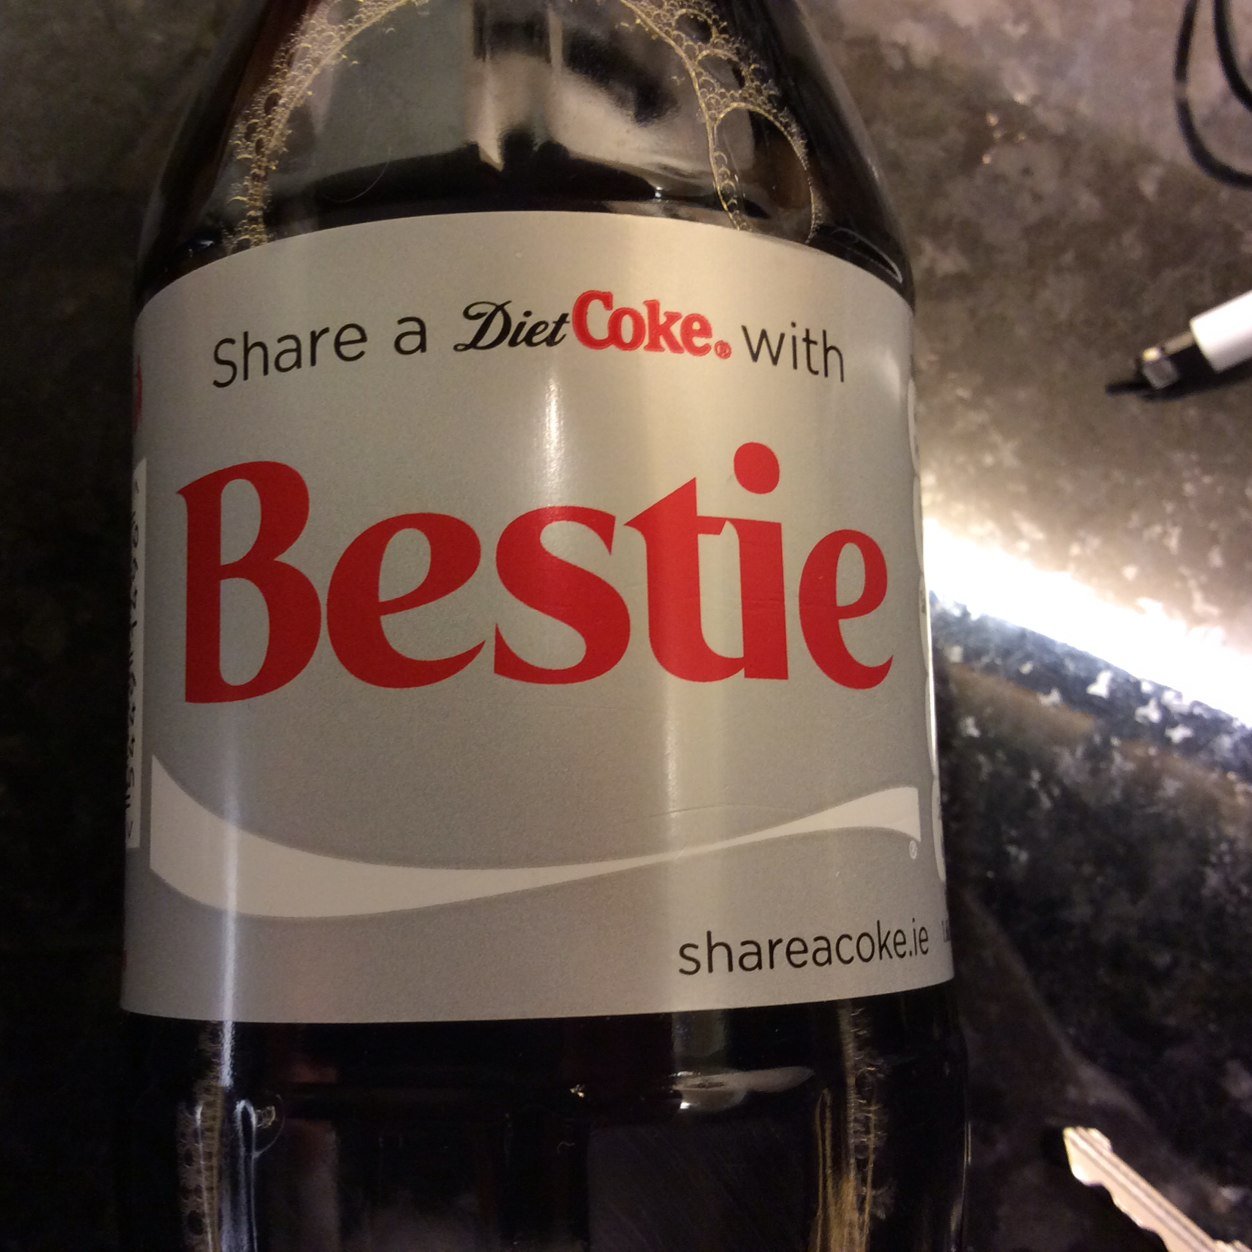 Share a Diet Coke® with
Bestie
®
shareacoke.ie